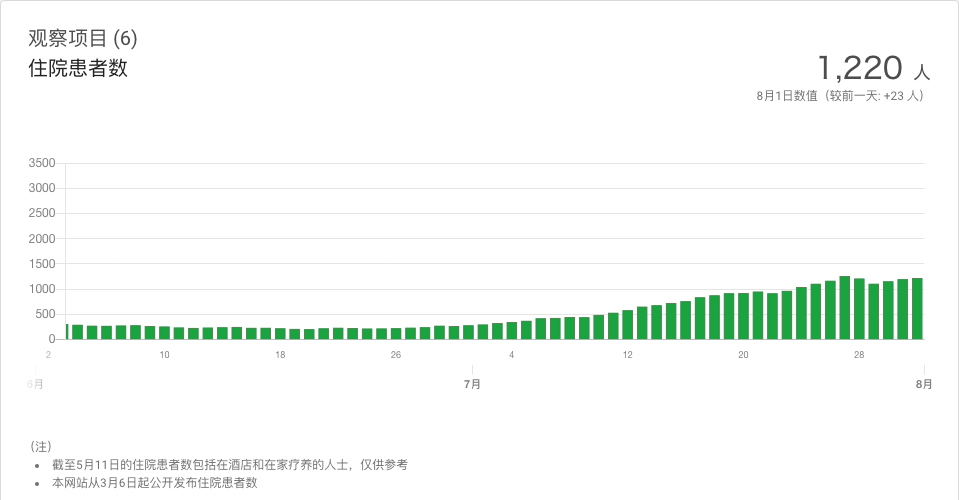 观察项目 (6)
住院患者数
1,220 人
8月1日数值（较前一天: +23 人）
3500
3000
2500
2000
1500
1000
500
0
2 10 18 26 4 12 20 28
6月 7月 8月
（注）
• 截至5月11日的住院患者数包括在酒店和在家疗养的人士，仅供参考
• 本网站从3月6日起公开发布住院患者数